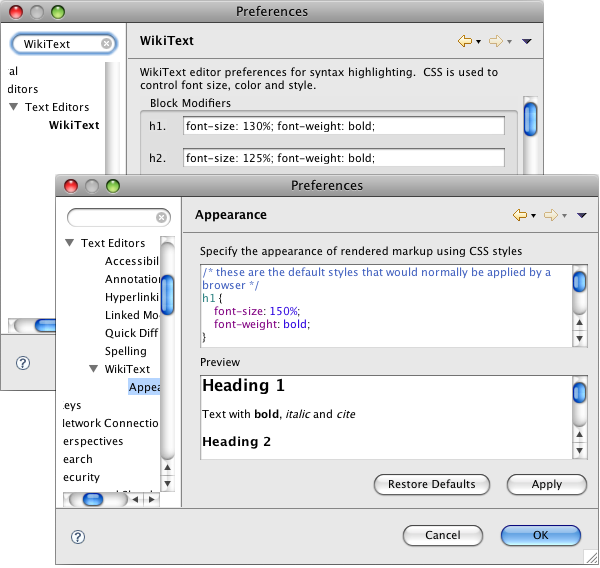 Preferences
WikiText
al
ditors
Text Editors
WikiText
WikiText
WikiText editor preferences for syntax highlighting.  CSS is used to
control font size, color and style.
Block Modifiers
h1.
font-size: 130%; font-weight: bold;
h2.
font-size: 125%; font-weight: bold;
?
Preferences
Text Editors
Accessibil
Annotation
Hyperlinki
Linked Mo
Quick Diff
Spelling
WikiText
Appea
eys
letwork Connectio
erspectives
earch
ecurity
Appearance
Specify the appearance of rendered markup using CSS styles
/* these are the default styles that would normally be applied by a
browser */
h1 {
font-size: 150%;
font-weight: bold;
}
Preview
Heading 1
Text with bold, italic and cite
Heading 2
Restore Defaults
Apply
?
Cancel
OK